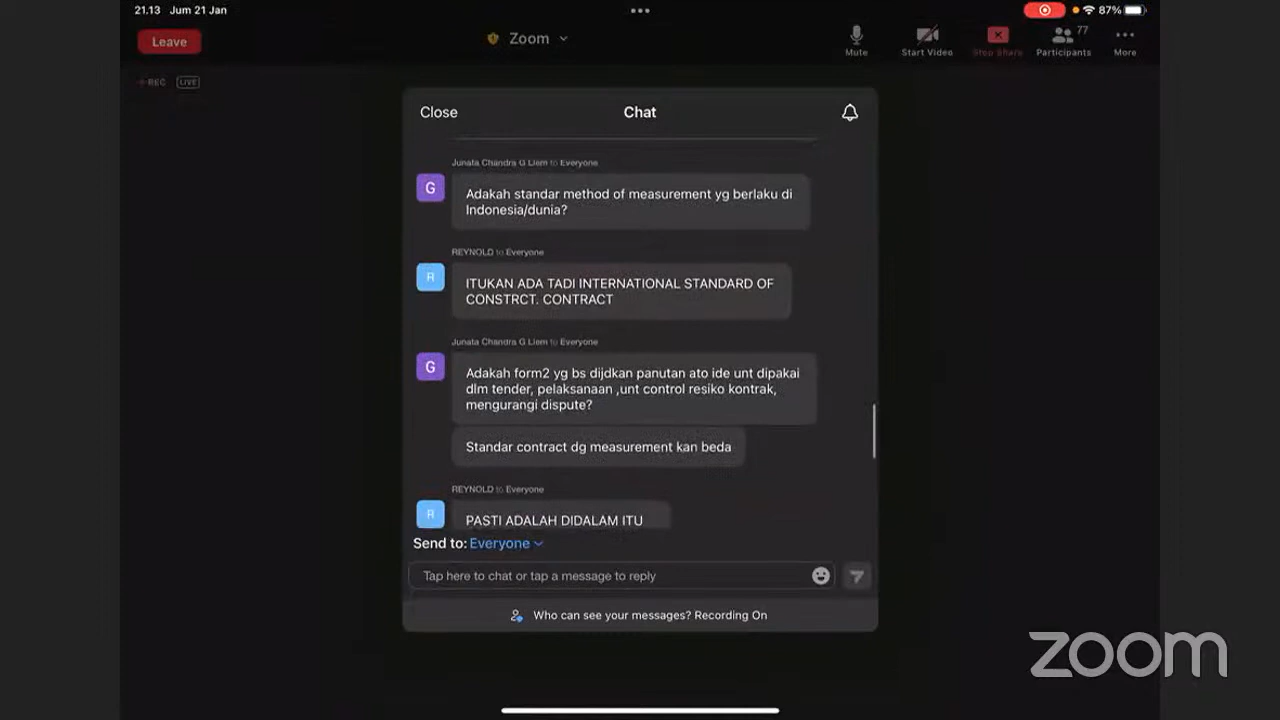 21.13 Jum 21 Jan
87%
Leave
Zoom
Mute
Start Video
Stop Share
77
Participants
More
REC LIVE
Close
Chat
Junata Chandra G Liem to Everyone
G
Adakah standar method of measurement yg berlaku di
Indonesia/dunia?
REYNOLD to Everyone
R
ITUKAN ADA TADI INTERNATIONAL STANDARD OF
CONSTRCT. CONTRACT
Junata Chandra G Liem to Everyone
G
Adakah form2 yg bs dijdkan panutan ato ide unt dipakai
dlm tender, pelaksanaan ,unt control resiko kontrak,
mengurangi dispute?
Standar contract dg measurement kan beda
REYNOLD to Everyone
R
PASTI ADALAH DIDALAM ITU
Send to: Everyone
Tap here to chat or tap a message to reply
Who can see your messages? Recording On
zoom